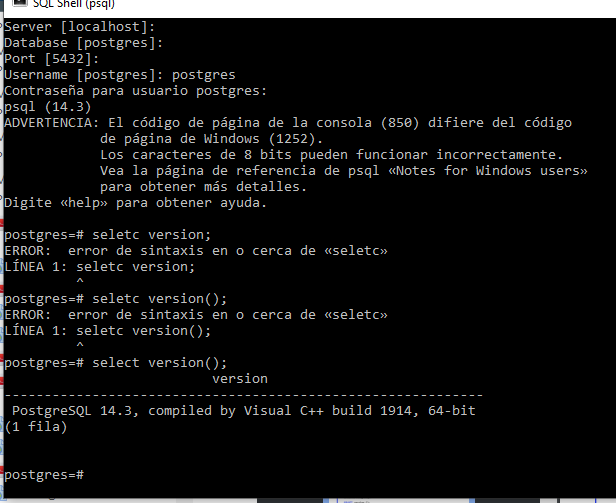 SQL Shell (psql)
Server [localhost]:
Database [postgres]:
Port [5432]:
Username [postgres]: postgres
Contraseña para usuario postgres:
psql (14.3)
ADVERTENCIA: El código de página de la consola (850) difiere del código
            de página de Windows (1252).
            Los caracteres de 8 bits pueden funcionar incorrectamente.
            Vea la página de referencia de psql «Notes for Windows users»
            para obtener más detalles.
Digite «help» para obtener ayuda.

postgres=# seletc version;
ERROR:  error de sintaxis en o cerca de «seletc»
LÍNEA 1: seletc version;
         ^
postgres=# seletc version();
ERROR:  error de sintaxis en o cerca de «seletc»
LÍNEA 1: seletc version();
         ^
postgres=# select version();
                          version
------------------------------------------------------------
 PostgreSQL 14.3, compiled by Visual C++ build 1914, 64-bit
(1 fila)


postgres=#